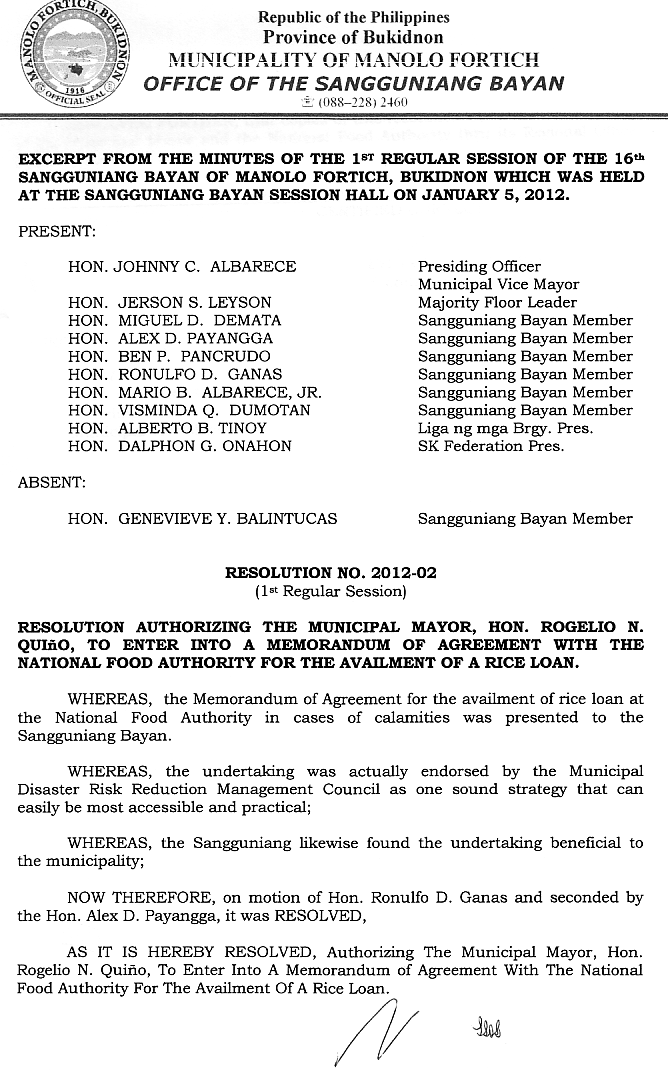 MANOLO FORTICH, BUKIDNON
1916
OFFICIAL SEAL
Republic of the Philippines
Province of Bukidnon
MUNICIPALITY OF MANOLO FORTICH
OFFICE OF THE SANGGUNIANG BAYAN
☏ (088–228) 2460
EXCERPT FROM THE MINUTES OF THE 1ST REGULAR SESSION OF THE 16th
SANGGUNIANG BAYAN OF MANOLO FORTICH, BUKIDNON WHICH WAS HELD
AT THE SANGGUNIANG BAYAN SESSION HALL ON JANUARY 5, 2012.
PRESENT:
HON. JOHNNY C. ALBARECE Presiding Officer
Municipal Vice Mayor
HON. JERSON S. LEYSON Majority Floor Leader
HON. MIGUEL D. DEMATA Sangguniang Bayan Member
HON. ALEX D. PAYANGGA Sangguniang Bayan Member
HON. BEN P. PANCRUDO Sangguniang Bayan Member
HON. RONULFO D. GANAS Sangguniang Bayan Member
HON. MARIO B. ALBARECE, JR. Sangguniang Bayan Member
HON. VISMINDA Q. DUMOTAN Sangguniang Bayan Member
HON. ALBERTO B. TINOY Liga ng mga Brgy. Pres.
HON. DALPHON G. ONAHON SK Federation Pres.
ABSENT:
HON. GENEVIEVE Y. BALINTUCAS Sangguniang Bayan Member
RESOLUTION NO. 2012-02
(1st Regular Session)
RESOLUTION AUTHORIZING THE MUNICIPAL MAYOR, HON. ROGELIO N.
QUIñO, TO ENTER INTO A MEMORANDUM OF AGREEMENT WITH THE
NATIONAL FOOD AUTHORITY FOR THE AVAILMENT OF A RICE LOAN.
WHEREAS, the Memorandum of Agreement for the availment of rice loan at
the National Food Authority in cases of calamities was presented to the
Sangguniang Bayan.
WHEREAS, the undertaking was actually endorsed by the Municipal
Disaster Risk Reduction Management Council as one sound strategy that can
easily be most accessible and practical;
WHEREAS, the Sangguniang likewise found the undertaking beneficial to
the municipality;
NOW THEREFORE, on motion of Hon. Ronulfo D. Ganas and seconded by
the Hon. Alex D. Payangga, it was RESOLVED,
AS IT IS HEREBY RESOLVED, Authorizing The Municipal Mayor, Hon.
Rogelio N. Quiño, To Enter Into A Memorandum of Agreement With The National
Food Authority For The Availment Of A Rice Loan.